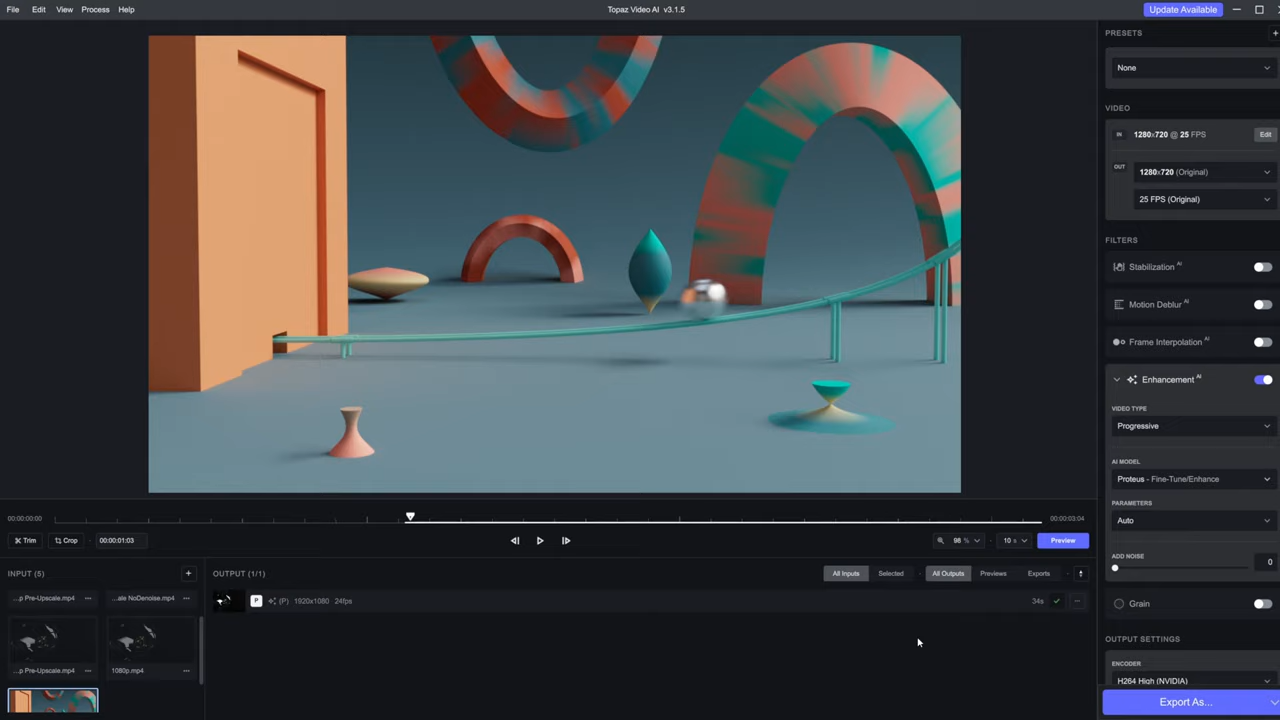 File Edit View Process Help
Topaz Video AI v3.1.5
Update Available
PRESETS
None
VIDEO
IN 1280x720 @ 25 FPS Edit
OUT 1280x720 (Original)
25 FPS (Original)
FILTERS
Stabilization AI
Motion Deblur AI
Frame Interpolation AI
Enhancement AI
VIDEO TYPE
Progressive
AI MODEL
Proteus - Fine-Tune/Enhance
PARAMETERS
Auto
ADD NOISE
0
Grain
OUTPUT SETTINGS
ENCODER
H264 High (NVIDIA)
Export As...
00:00:00:00
00:00:03:04
Trim Crop 00:00:01:03
98 % 10 s Preview
INPUT (5) +
OUTPUT (1/1)
All Inputs Selected All Outputs Previews Exports
...p Pre-Upscale.mp4 ...ate NoDenoise.mp4
P (P) 1920x1080 24fps 34s
...p Pre-Upscale.mp4 1080p.mp4